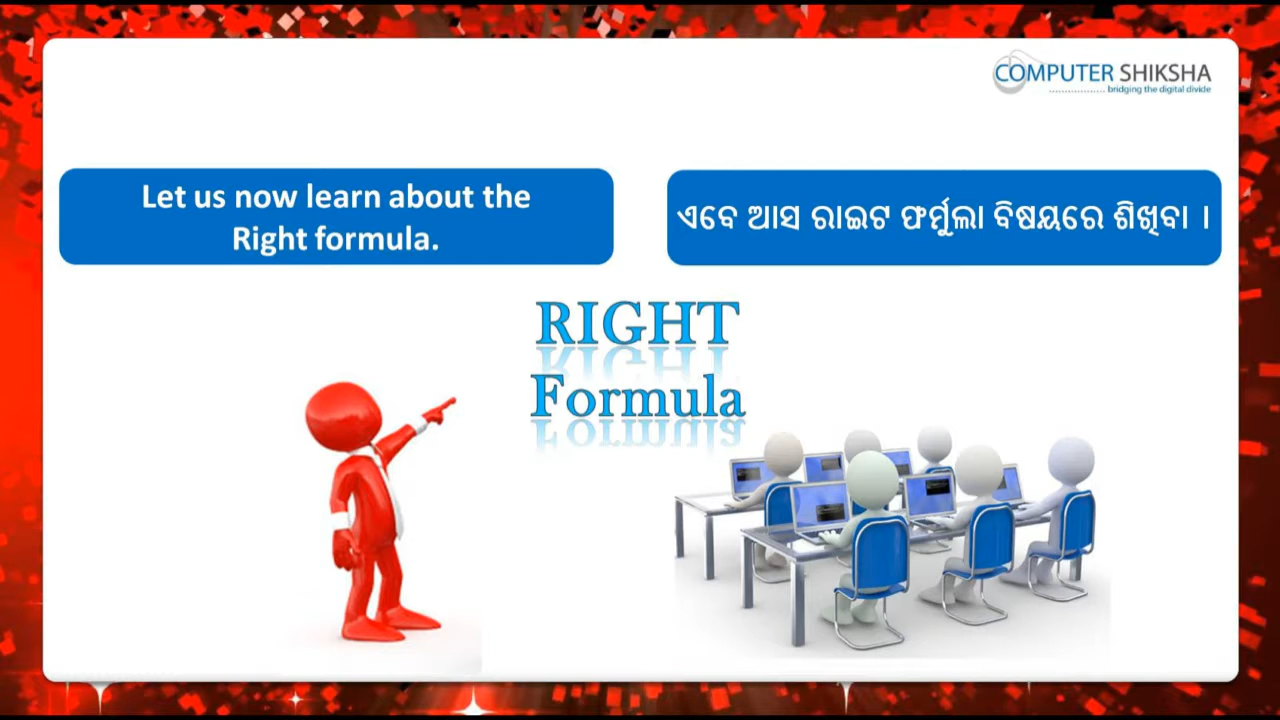 COMPUTER SHIKSHA
bridging the digital divide
Let us now learn about the
Right formula.
ଏବେ ଆସ ରାଇଟ ଫର୍ମୁଲା ବିଷୟରେ ଶିଖିବା ।
RIGHT
Formula